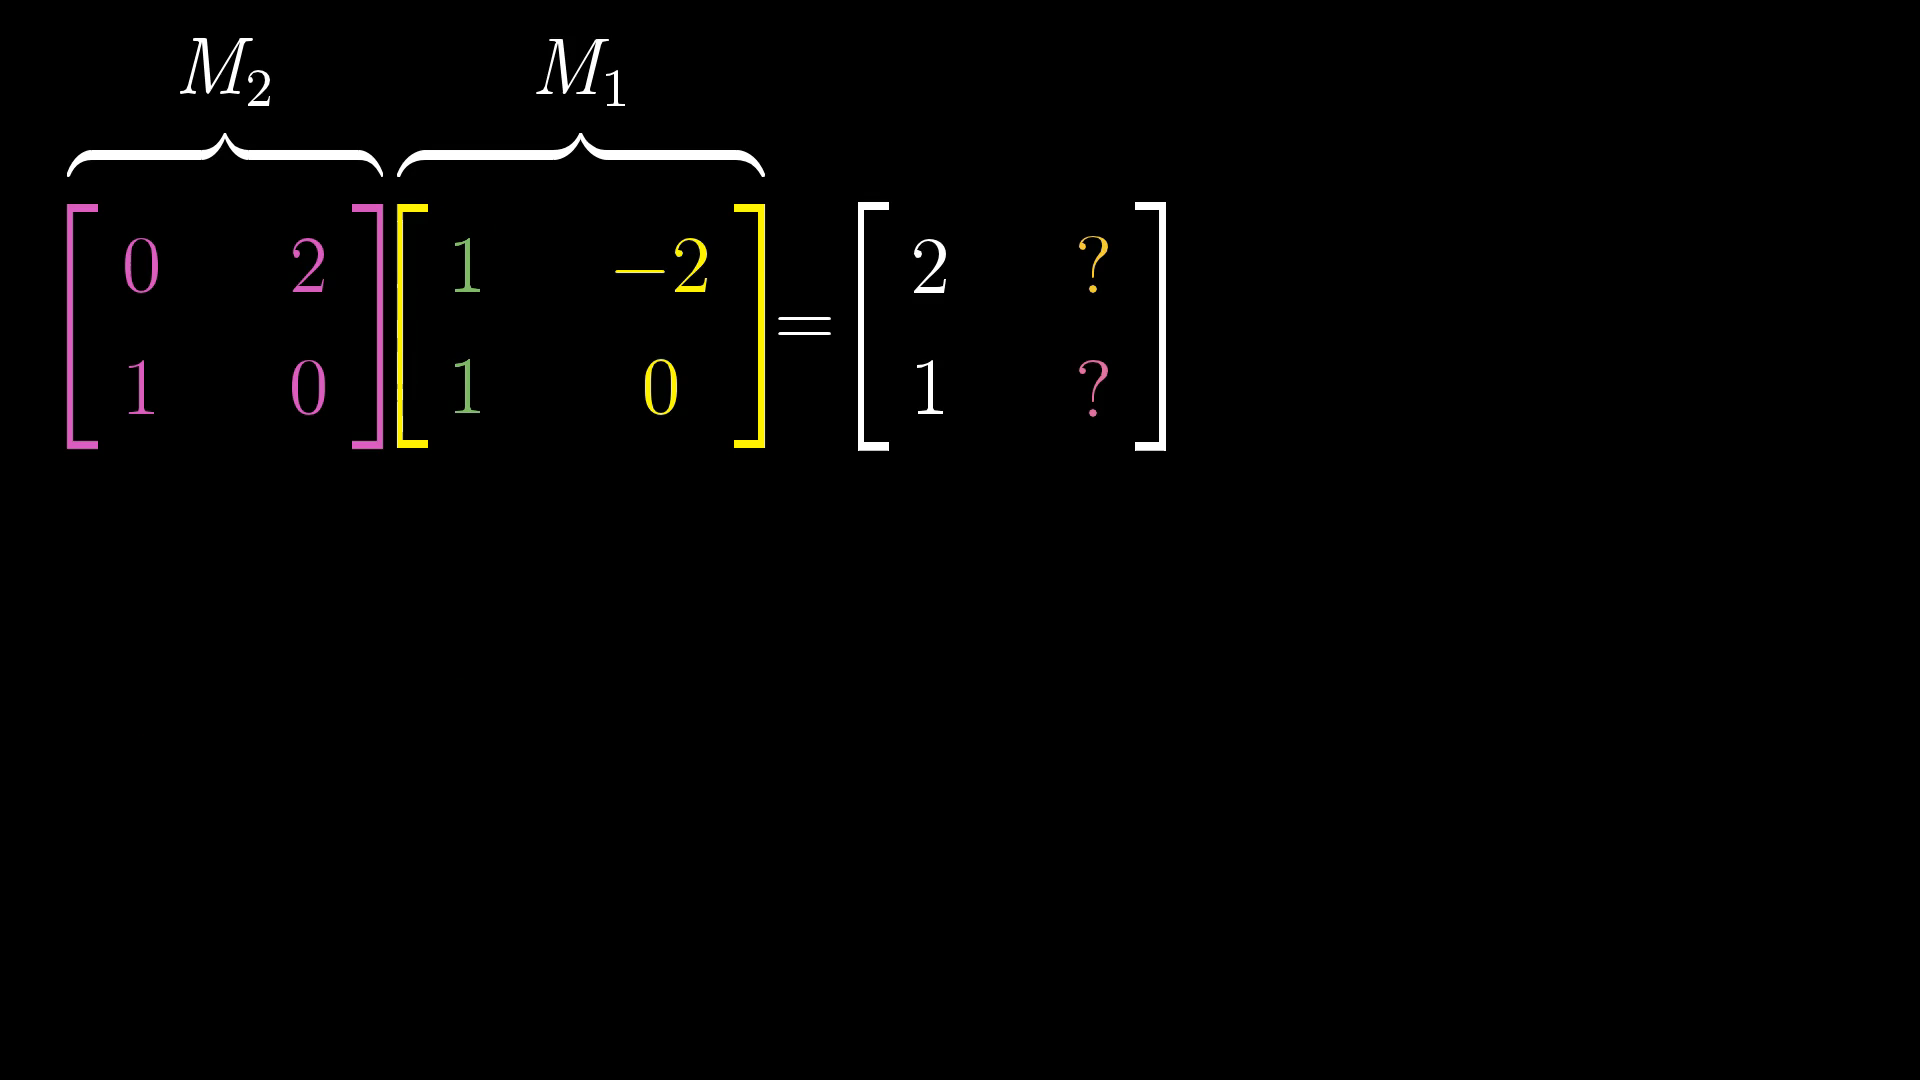 M₂ M₁
[0 2; 1 0] [1 −2; 1 0] = [2 ?; 1 ?]